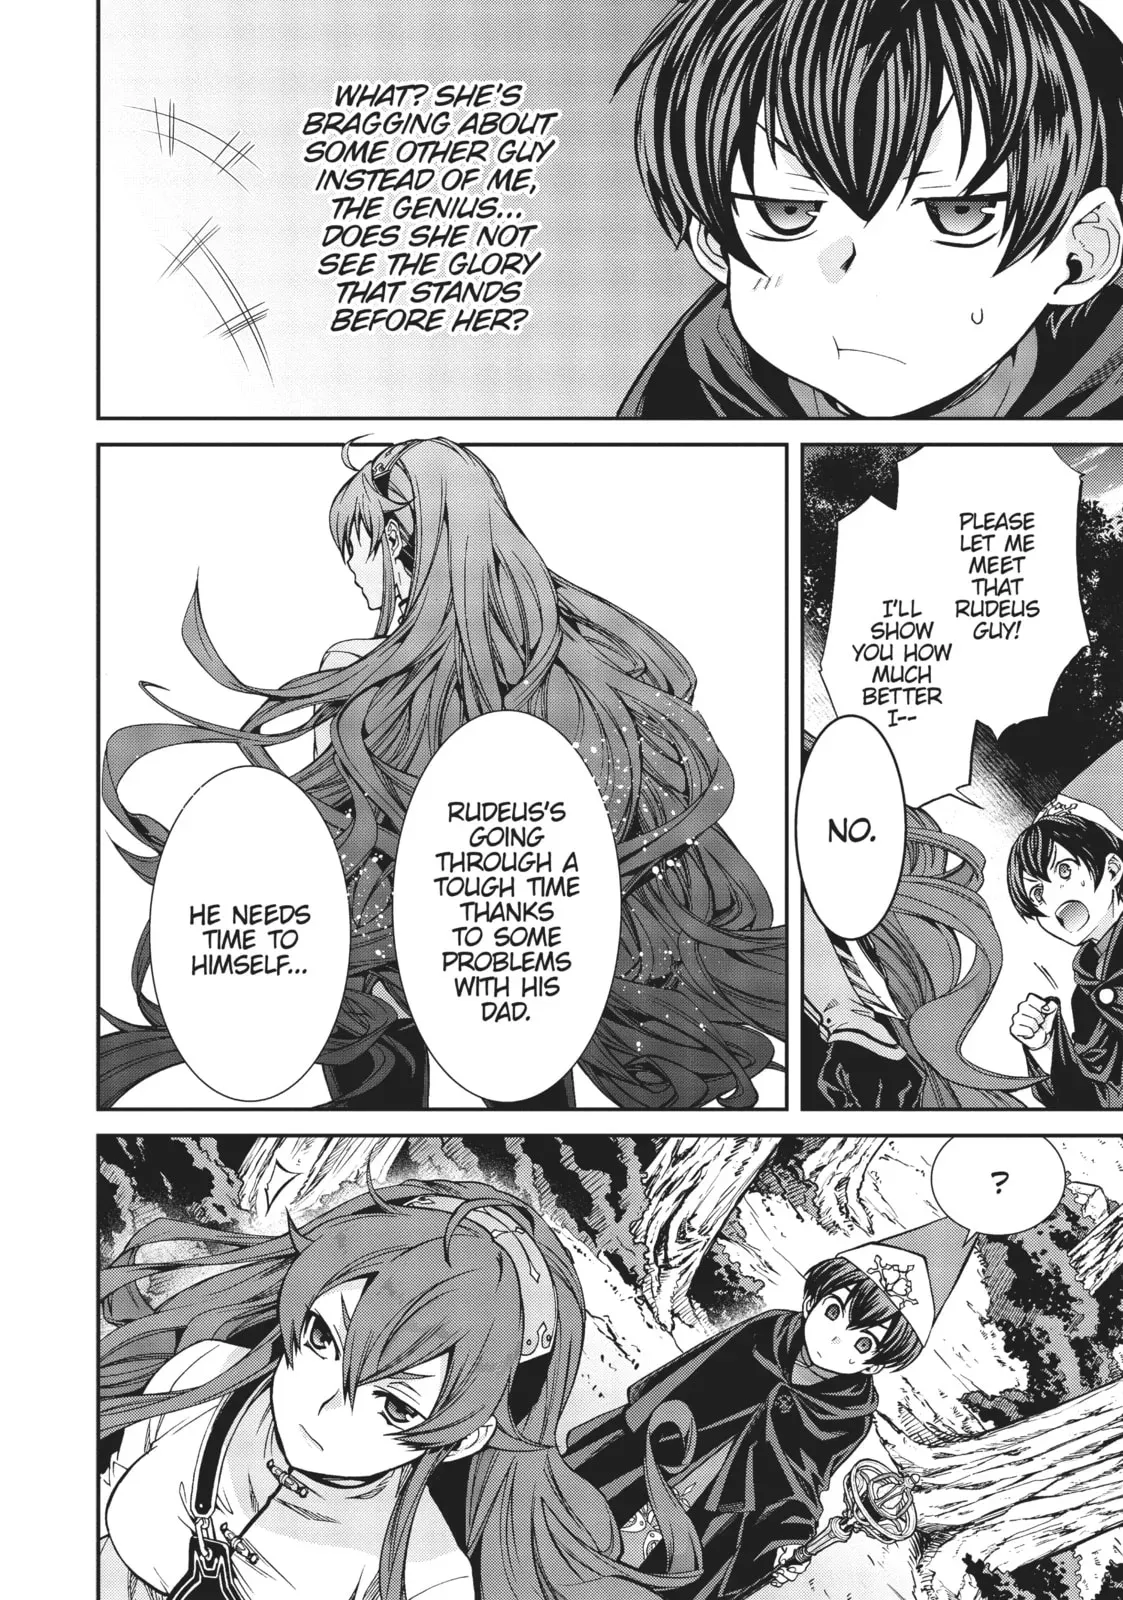 WHAT? SHE'S
BRAGGING ABOUT
SOME OTHER GUY
INSTEAD OF ME,
THE GENIUS...
DOES SHE NOT
SEE THE GLORY
THAT STANDS
BEFORE HER?
PLEASE
LET ME
MEET
THAT
RUDEUS
GUY!
I'LL
SHOW
YOU HOW
MUCH
BETTER
I--
NO.
RUDEUS'S
GOING
THROUGH A
TOUGH TIME
THANKS
TO SOME
PROBLEMS
WITH HIS
DAD.
HE NEEDS
TIME TO
HIMSELF...
?